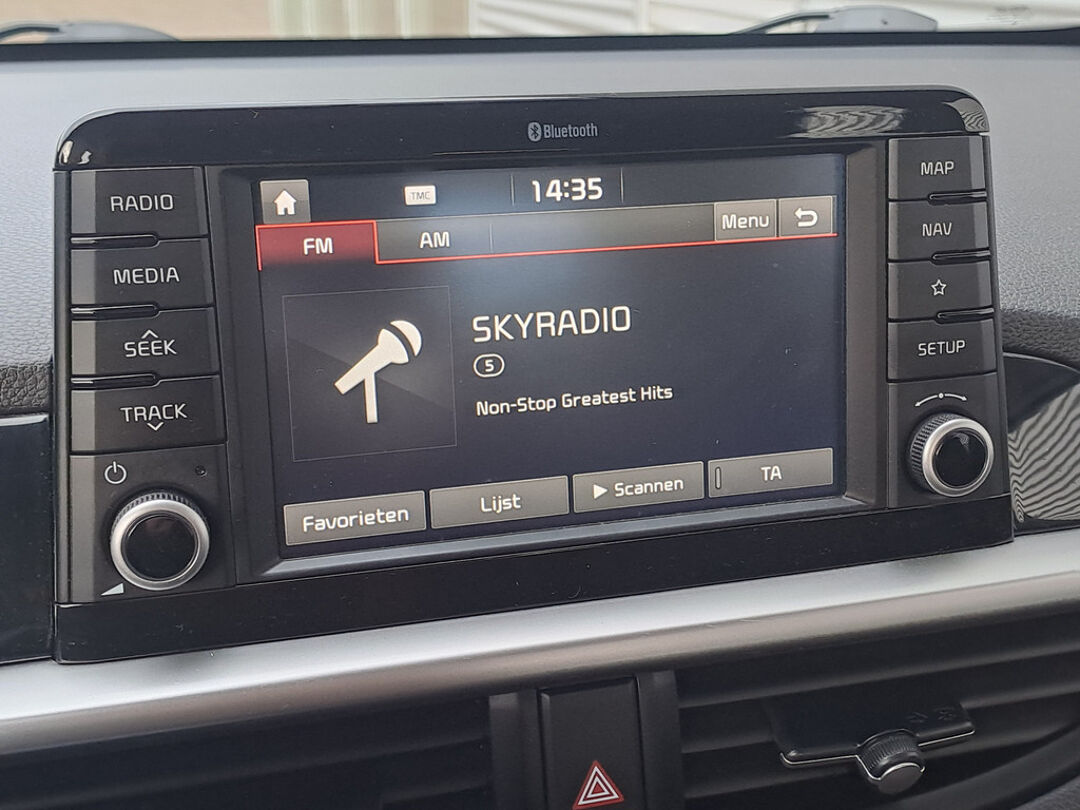 Bluetooth
RADIO
MEDIA
SEEK
TRACK
TMC
14:35
FM
AM
Menu
SKYRADIO
5
Non-Stop Greatest Hits
Favorieten
Lijst
Scannen
TA
MAP
NAV
SETUP